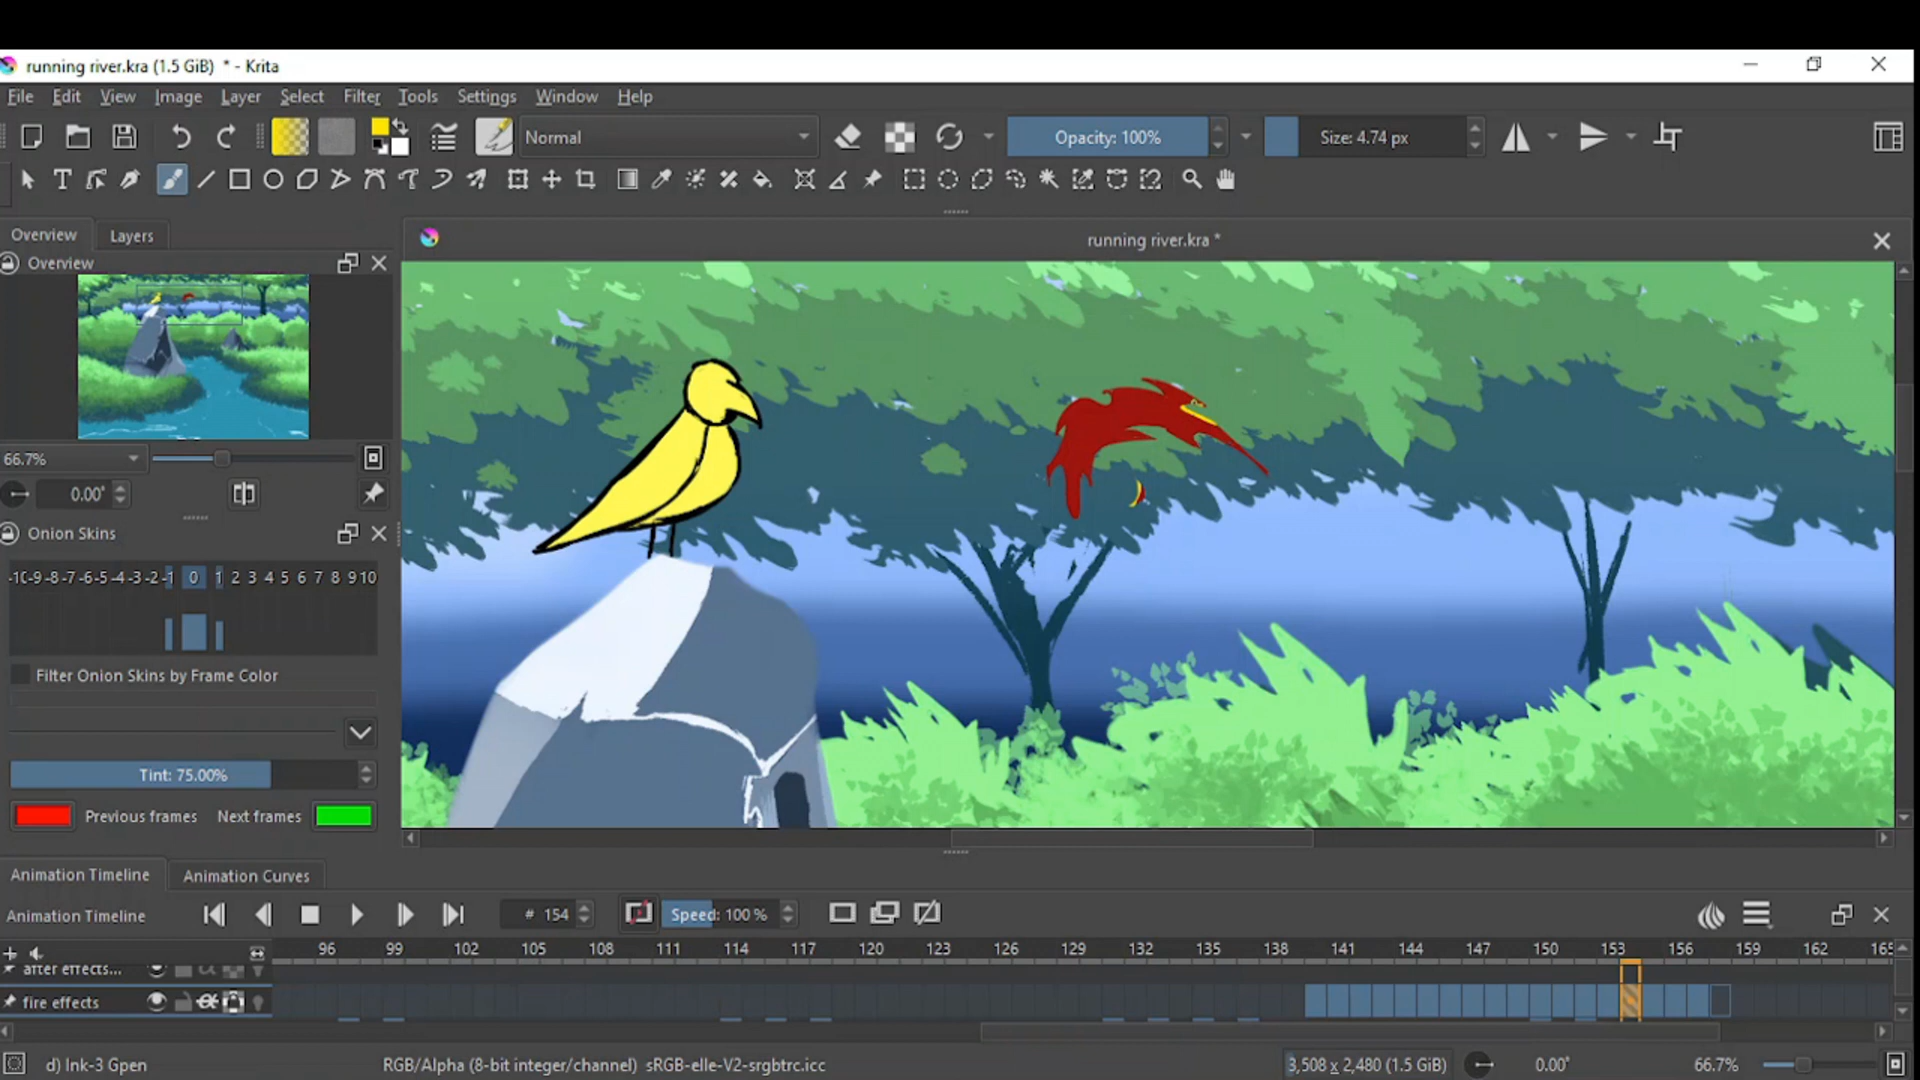 running river.kra (1.5 GiB) * - Krita
File Edit View Image Layer Select Filter Tools Settings Window Help
Normal Opacity: 100% Size: 4.74 px
Overview Layers
running river.kra *
Overview
66.7%
0.00°
Onion Skins
-10-9-8-7-6-5-4-3-2-1 0 1 2 3 4 5 6 7 8 9 10
Filter Onion Skins by Frame Color
Tint: 75.00%
Previous frames Next frames
Animation Timeline Animation Curves
Animation Timeline # 154 Speed: 100 %
96 99 102 105 108 111 114 117 120 123 126 129 132 135 138 141 144 147 150 153 156 159 162 165
after effects...
fire effects
d) Ink-3 Gpen RGB/Alpha (8-bit integer/channel) sRGB-elle-V2-srgbtrc.icc 3,508 x 2,480 (1.5 GiB) 0.00° 66.7%